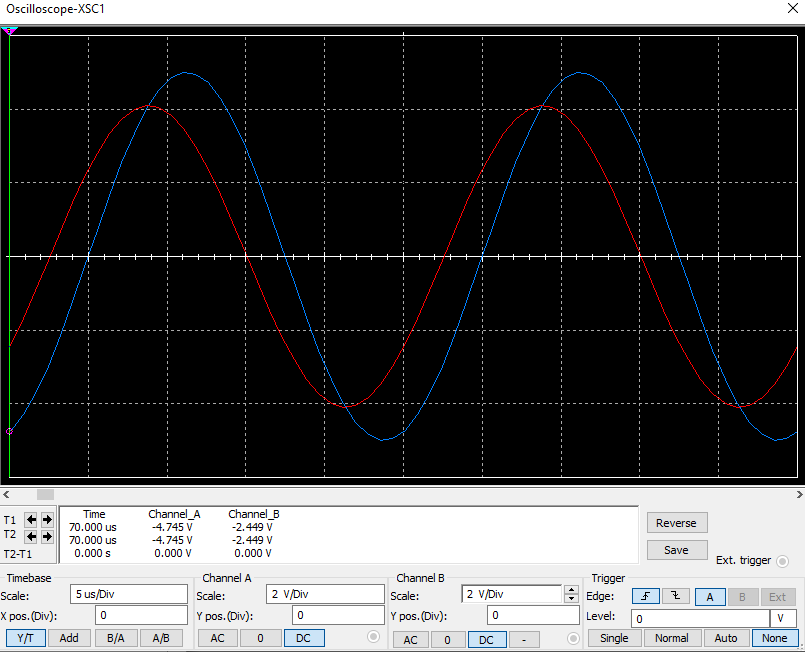 Oscilloscope-XSC1
T1
T2
T2-T1
Time Channel_A Channel_B
70.000 us -4.745 V -2.449 V
70.000 us -4.745 V -2.449 V
0.000 s 0.000 V 0.000 V
Reverse
Save
Ext. trigger
Timebase
Scale: 5 us/Div
X pos.(Div): 0
Y/T Add B/A A/B
Channel A
Scale: 2 V/Div
Y pos.(Div): 0
AC 0 DC
Channel B
Scale: 2 V/Div
Y pos.(Div): 0
AC 0 DC -
Trigger
Edge: A B Ext
Level: 0 V
Single Normal Auto None